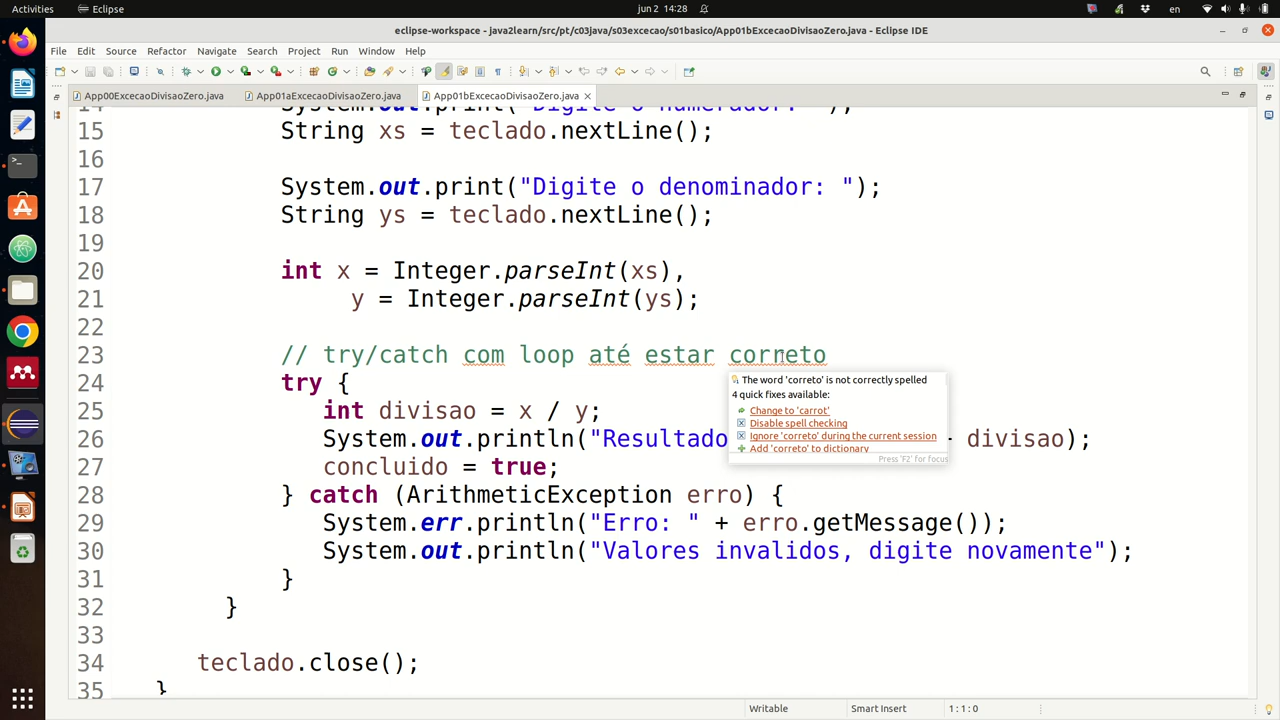 Activities
Eclipse
jun 2 14:28
en
eclipse-workspace - java2learn/src/pt/c03java/s03excecao/s01basico/App01bExcecaoDivisaoZero.java - Eclipse IDE
File Edit Source Refactor Navigate Search Project Run Window Help
App00ExcecaoDivisaoZero.java
App01aExcecaoDivisaoZero.java
App01bExcecaoDivisaoZero.java
14 System.out.print("Digite o numerador: ");
15 String xs = teclado.nextLine();
16
17 System.out.print("Digite o denominador: ");
18 String ys = teclado.nextLine();
19
20 int x = Integer.parseInt(xs),
21 y = Integer.parseInt(ys);
22
23 // try/catch com loop até estar correto
24 try {
25 int divisao = x / y;
26 System.out.println("Resultado divisao);
27 concluido = true;
28 } catch (ArithmeticException erro) {
29 System.err.println("Erro: " + erro.getMessage());
30 System.out.println("Valores invalidos, digite novamente");
31 }
32 }
33
34 teclado.close();
35 }
The word 'correto' is not correctly spelled
4 quick fixes available:
Change to 'carrot'
Disable spell checking
Ignore 'correto' during the current session
Add 'correto' to dictionary
Press 'F2' for focus
Writable
Smart Insert
1 : 1 : 0